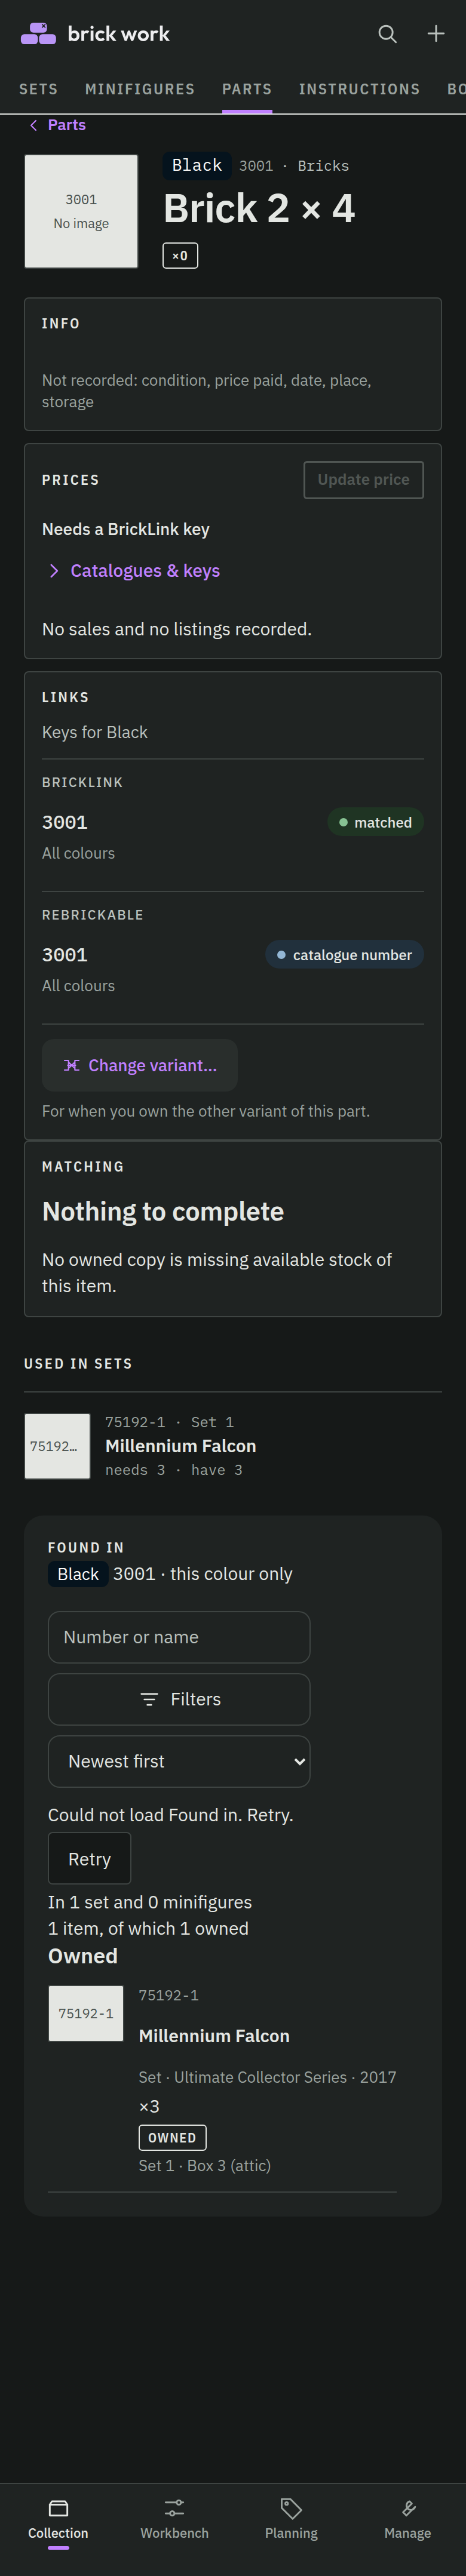 brick work
SETS MINIFIGURES PARTS INSTRUCTIONS BO
Parts
3001
No image
Black 3001 · Bricks
Brick 2 × 4
×0
INFO
Not recorded: condition, price paid, date, place,
storage
PRICES
Update price
Needs a BrickLink key
Catalogues & keys
No sales and no listings recorded.
LINKS
Keys for Black
BRICKLINK
3001
matched
All colours
REBRICKABLE
3001
catalogue number
All colours
Change variant…
For when you own the other variant of this part.
MATCHING
Nothing to complete
No owned copy is missing available stock of
this item.
USED IN SETS
75192…
75192-1 · Set 1
Millennium Falcon
needs 3 · have 3
FOUND IN
Black 3001 · this colour only
Number or name
Filters
Newest first
Could not load Found in. Retry.
Retry
In 1 set and 0 minifigures
1 item, of which 1 owned
Owned
75192-1
75192-1
Millennium Falcon
Set · Ultimate Collector Series · 2017
×3
OWNED
Set 1 · Box 3 (attic)
Collection Workbench Planning Manage